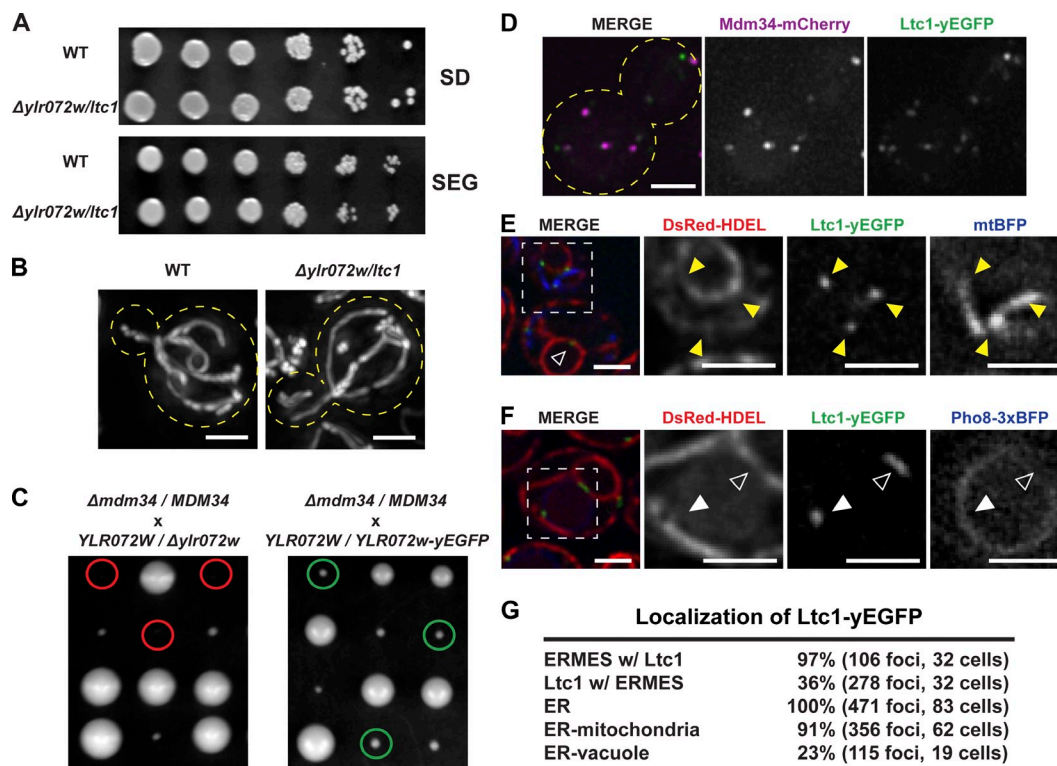 A
WT
Δylr072w/ltc1
SD
WT
Δylr072w/ltc1
SEG
B
WT
Δylr072w/ltc1
C
Δmdm34 / MDM34
x
YLR072W / Δylr072w
Δmdm34 / MDM34
x
YLR072W / YLR072w-yEGFP
D
MERGE
Mdm34-mCherry
Ltc1-yEGFP
E
MERGE
DsRed-HDEL
Ltc1-yEGFP
mtBFP
F
MERGE
DsRed-HDEL
Ltc1-yEGFP
Pho8-3xBFP
G
Localization of Ltc1-yEGFP
ERMES w/ Ltc1 97% (106 foci, 32 cells)
Ltc1 w/ ERMES 36% (278 foci, 32 cells)
ER 100% (471 foci, 83 cells)
ER-mitochondria 91% (356 foci, 62 cells)
ER-vacuole 23% (115 foci, 19 cells)